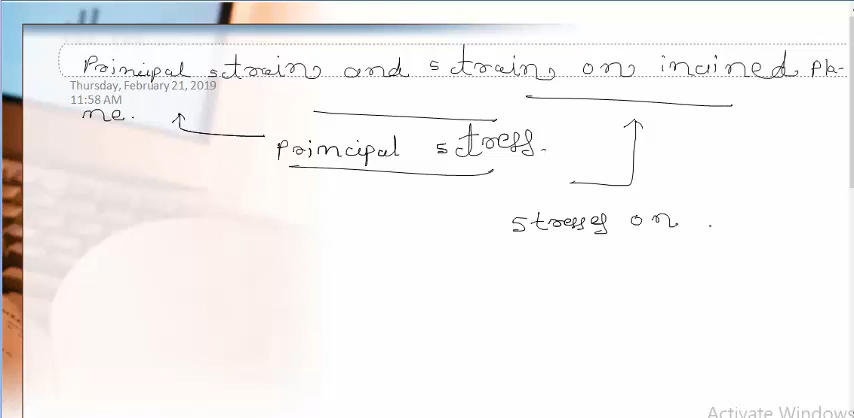 Principal strain and strain on incined pla-
Thursday, February 21, 2019
11:58 AM
ne.
Principal stress.
Stresses on
Activate Windows